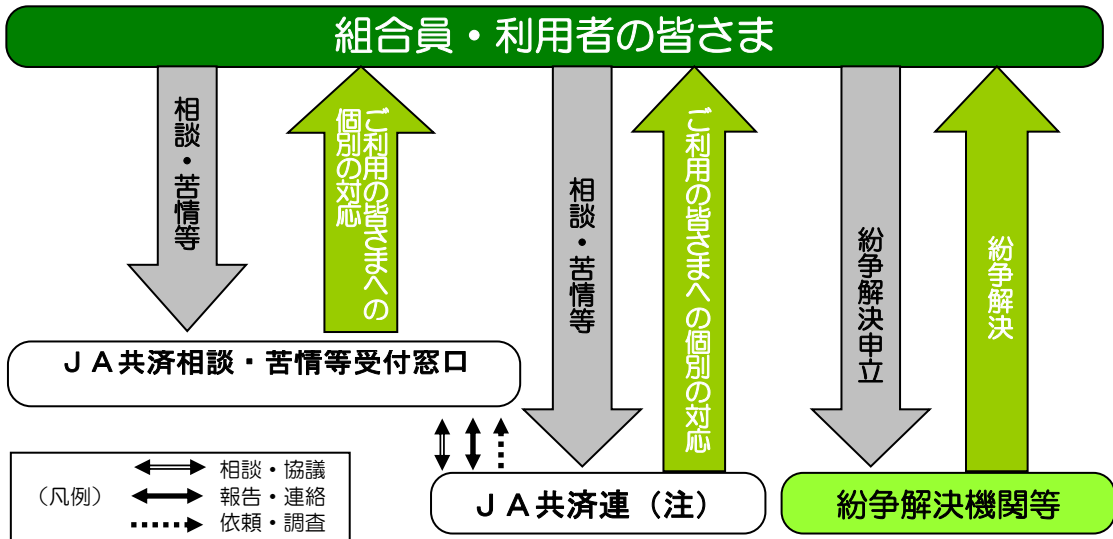 組合員・利用者の皆さま
相談・苦情等
ご利用の皆さまへの
個別の対応
相談・苦情等
ご利用の皆さまへの個別の対応
紛争解決申立
紛争解決
ＪＡ共済相談・苦情等受付窓口
（凡例）
相談・協議
報告・連絡
依頼・調査
ＪＡ共済連（注）
紛争解決機関等